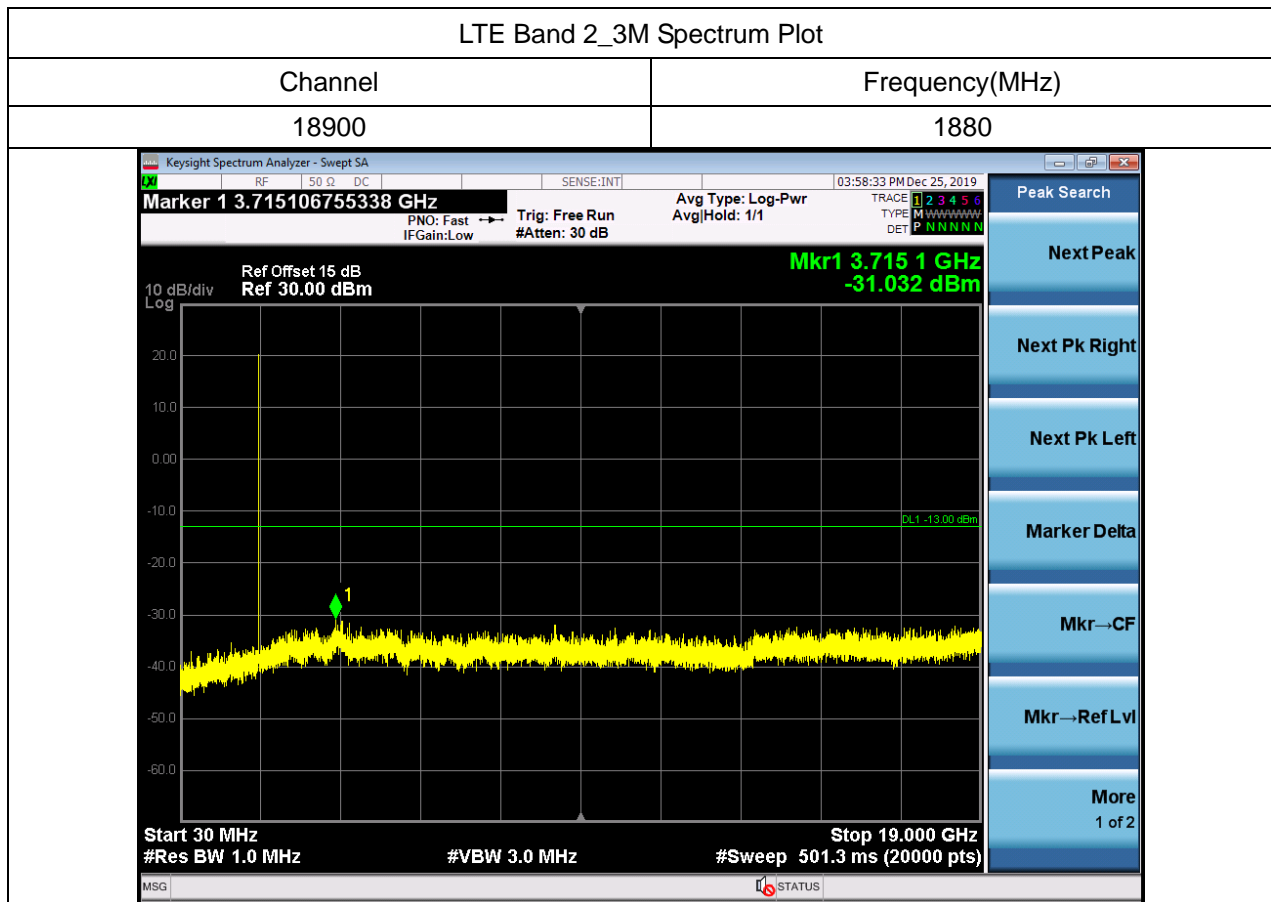 LTE Band 2_3M Spectrum Plot
Channel Frequency(MHz)
18900 1880
Keysight Spectrum Analyzer - Swept SA
LXI RF 50 Ω DC SENSE:INT 03:58:33 PM Dec 25, 2019
Marker 1 3.715106755338 GHz
PNO: Fast
IFGain:Low
Trig: Free Run
#Atten: 30 dB
Avg Type: Log-Pwr
Avg|Hold: 1/1
TRACE 1 2 3 4 5 6
TYPE M WWWWW
DET P N N N N N
Mkr1 3.715 1 GHz
-31.032 dBm
Ref Offset 15 dB
10 dB/div Ref 30.00 dBm
Log
20.0
10.0
0.00
-10.0
DL1 -13.00 dBm
-20.0
1
-30.0
-40.0
-50.0
-60.0
Start 30 MHz Stop 19.000 GHz
#Res BW 1.0 MHz #VBW 3.0 MHz #Sweep 501.3 ms (20000 pts)
MSG STATUS
Peak Search
Next Peak
Next Pk Right
Next Pk Left
Marker Delta
Mkr→CF
Mkr→Ref Lvl
More
1 of 2